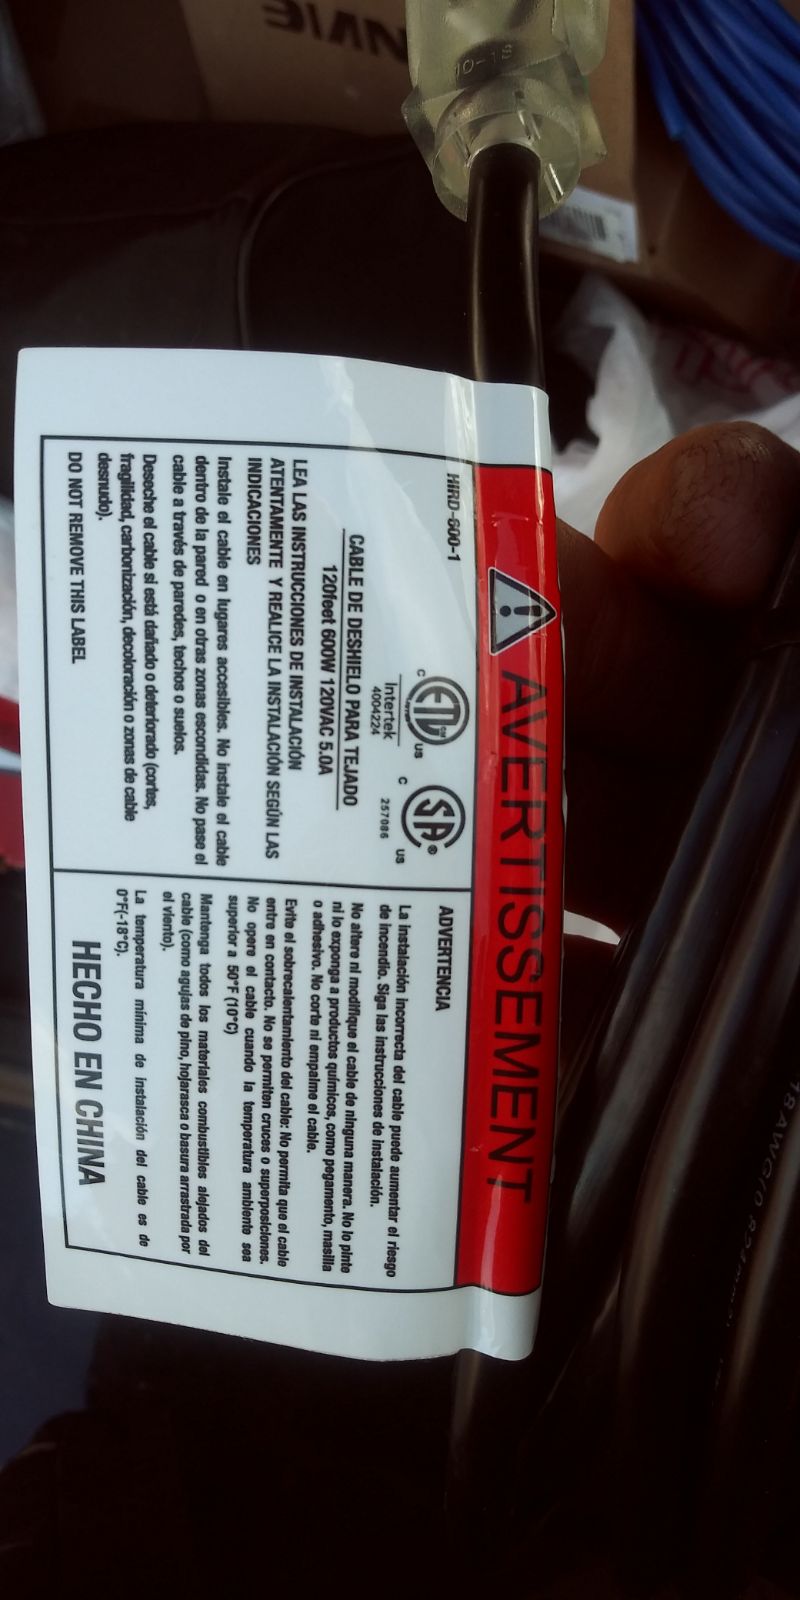 HIRD-600-1
AVERTISSEMENT
ETL
CM
C US
Intertek
4004224
SA®
C US
257086
CABLE DE DESHIELO PARA TEJADO
120feet 600W 120VAC 5.0A
LEA LAS INSTRUCCIONES DE INSTALACIÓN
ATENTAMENTE Y REALICE LA INSTALACIÓN SEGÚN LAS
INDICACIONES
Instale el cable en lugares accesibles. No instale el cable
dentro de la pared o en otras zonas escondidas. No pase el
cable a través de paredes, techos o suelos.
Deseche el cable si está dañado o deteriorado (cortes,
fragilidad, carbonización, decoloración o zonas de cable
desnudo).
DO NOT REMOVE THIS LABEL
ADVERTENCIA
La instalación incorrecta del cable puede aumentar el riesgo
de incendio. Siga las instrucciones de instalación.
No altere ni modifique el cable de ninguna manera. No lo pinte
ni lo exponga a productos químicos, como pegamento, masilla
o adhesivo. No corte ni empalme el cable.
Evite el sobrecalentamiento del cable: No permita que el cable
entre en contacto. No se permiten cruces o superposiciones.
No opere el cable cuando la temperatura ambiente sea
superior a 50°F (10°C)
Mantenga todos los materiales combustibles alejados del
cable (como agujas de pino, hojarasca o basura arrastrada por
el viento).
La temperatura mínima de instalación del cable es de
0°F(-18°C).
HECHO EN CHINA
18AWG/0.824mm2